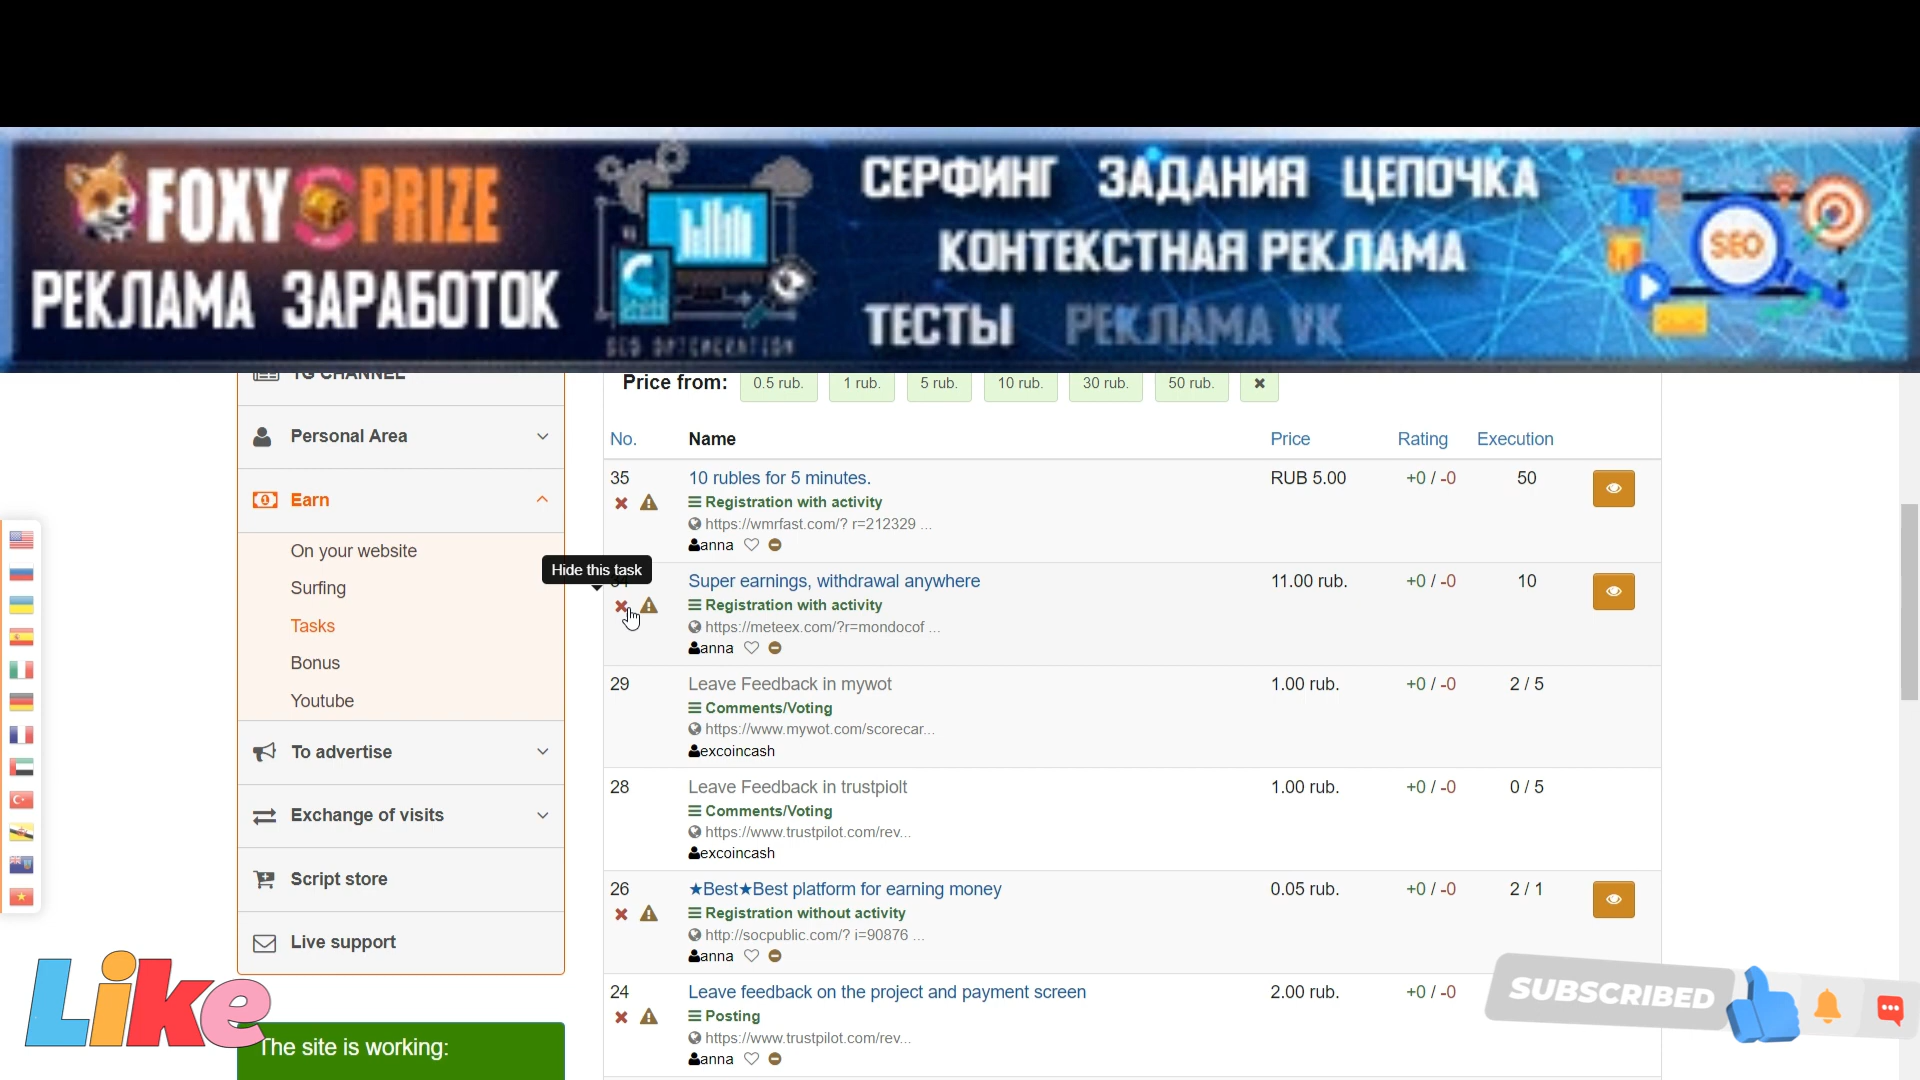 FOXY PRIZE
РЕКЛАМА ЗАРАБОТОК
СЕРФИНГ ЗАДАНИЯ ЦЕПОЧКА
КОНТЕКСТНАЯ РЕКЛАМА
ТЕСТЫ РЕКЛАМА VK
SEO
TG CHANNEL
Personal Area
Earn
On your website
Surfing
Tasks
Bonus
Youtube
To advertise
Exchange of visits
Script store
Live support
The site is working:
Like
Price from: 0.5 rub. 1 rub. 5 rub. 10 rub. 30 rub. 50 rub.
No. Name Price Rating Execution
35 10 rubles for 5 minutes. RUB 5.00 +0 / -0 50
Registration with activity
https://wmrfast.com/? r=212329 ...
anna
Hide this task
Super earnings, withdrawal anywhere 11.00 rub. +0 / -0 10
Registration with activity
https://meteex.com/?r=mondocof ...
anna
29 Leave Feedback in mywot 1.00 rub. +0 / -0 2 / 5
Comments/Voting
https://www.mywot.com/scorecar...
excoincash
28 Leave Feedback in trustpiolt 1.00 rub. +0 / -0 0 / 5
Comments/Voting
https://www.trustpilot.com/rev...
excoincash
26 ★Best★Best platform for earning money 0.05 rub. +0 / -0 2 / 1
Registration without activity
http://socpublic.com/? i=90876 ...
anna
24 Leave feedback on the project and payment screen 2.00 rub. +0 / -0
Posting
https://www.trustpilot.com/rev...
anna
SUBSCRIBED